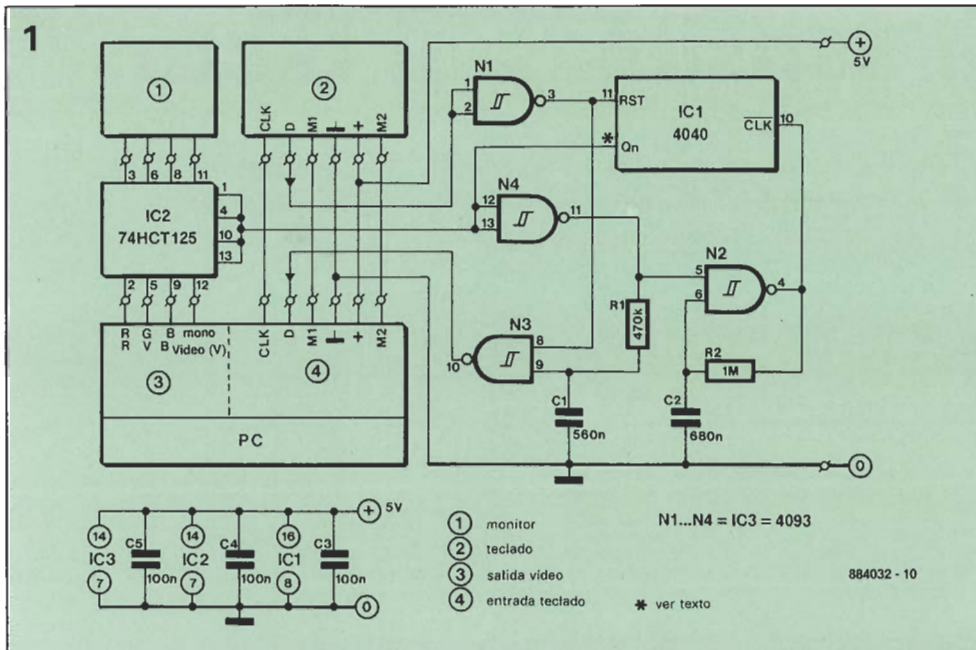 1
1
2
CLK D M1 + M2
3 6 8 11
IC2
74HCT125
1
4
10
13
2 5 9 12
R G B mono
R V B Video (V)
CLK D M1 + M2
3
4
PC
N1
1
2
3
N4
12
13
11
N2
5
6
4
N3
8
9
10
11 RST
IC1
4040
CLK 10
* Qn
+
5V
R1
470k
R2
1M
C1
560n
C2
680n
0
+ 5V
14 14 16
IC3 C5 IC2 C4 IC1 C3
100n 100n 100n
7 7 8
0
1 monitor
2 teclado
3 salida vídeo
4 entrada teclado
* ver texto
N1...N4 = IC3 = 4093
884032 - 10